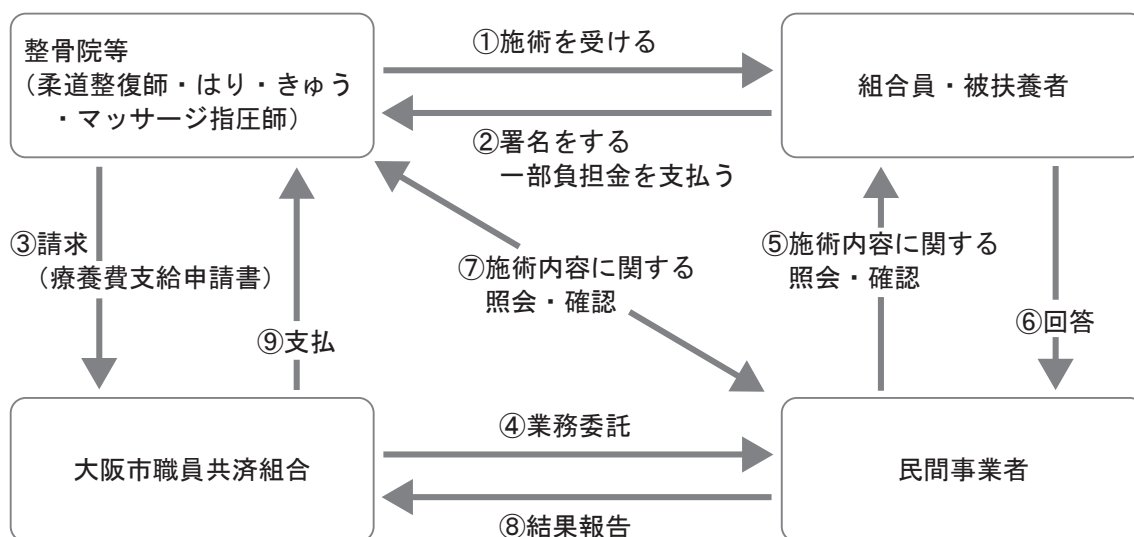 整骨院等
（柔道整復師・はり・きゅう
・マッサージ指圧師）
①施術を受ける
組合員・被扶養者
②署名をする
一部負担金を支払う
③請求
（療養費支給申請書）
⑦施術内容に関する
照会・確認
⑤施術内容に関する
照会・確認
⑨支払
⑥回答
大阪市職員共済組合
④業務委託
民間事業者
⑧結果報告